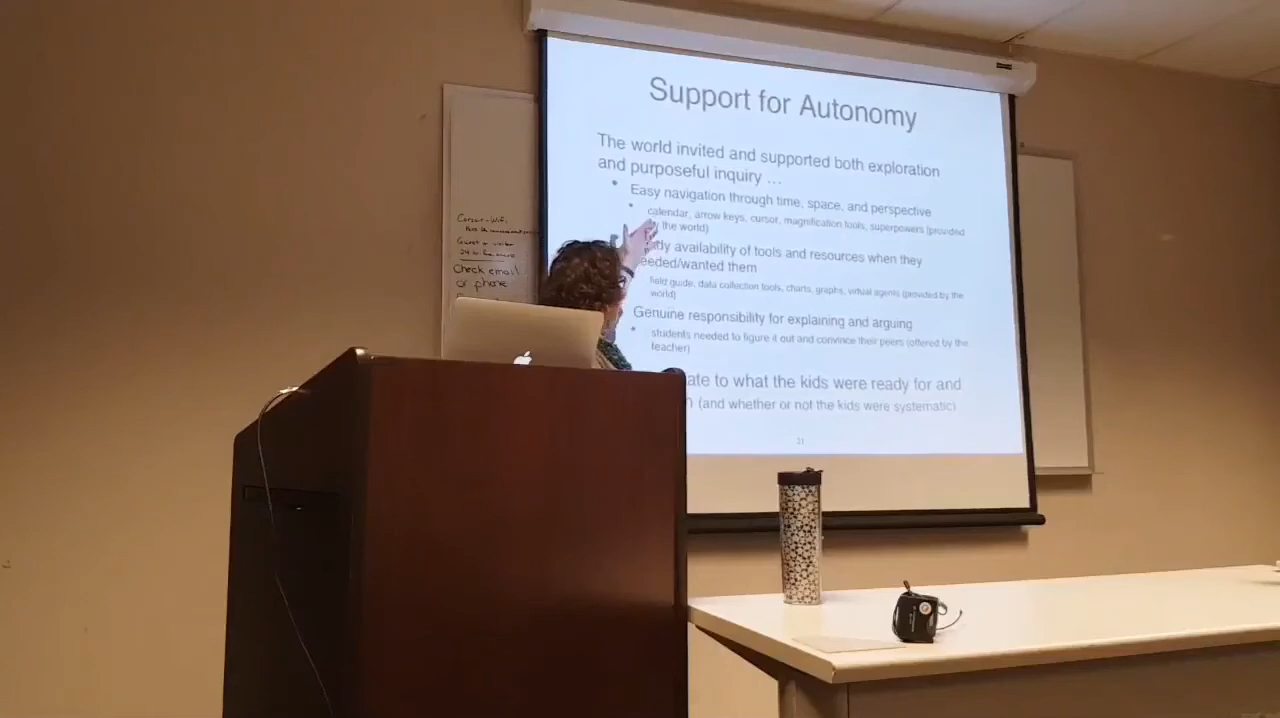 Support for Autonomy
The world invited and supported both exploration
and purposeful inquiry …
• Easy navigation through time, space, and perspective
• calendar, arrow keys, cursor, magnification tools, superpowers (provided
the world)
availability of tools and resources when they
needed/wanted them
field guide, data collection tools, charts, graphs, virtual agents (provided by the
world)
Genuine responsibility for explaining and arguing
• students needed to figure it out and convince their peers (offered by the
teacher)
to what the kids were ready for and
(and whether or not the kids were systematic)
Guest or visitor
Check email
or phone